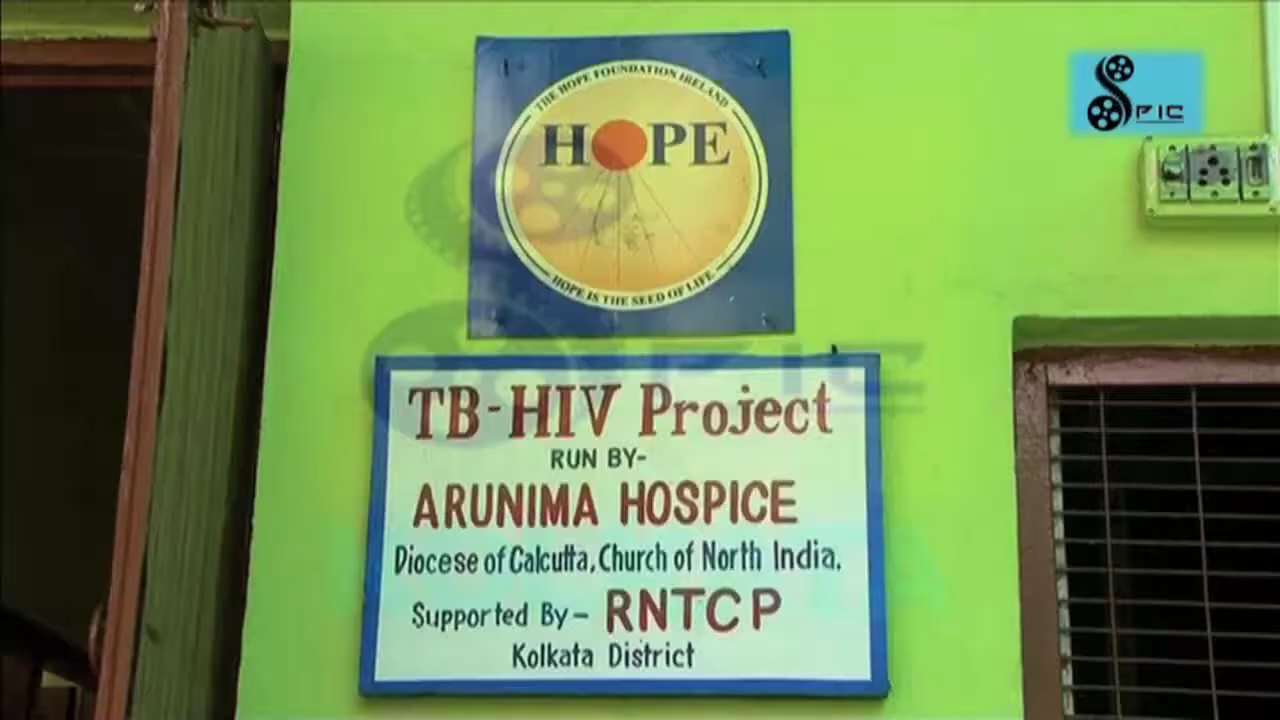 THE HOPE FOUNDATION IRELAND
HOPE
HOPE IS THE SEED OF LIFE
PIC
TB-HIV Project
RUN BY-
ARUNIMA HOSPICE
Diocese of Calcutta, Church of North India.
Supported By- RNTCP
Kolkata District